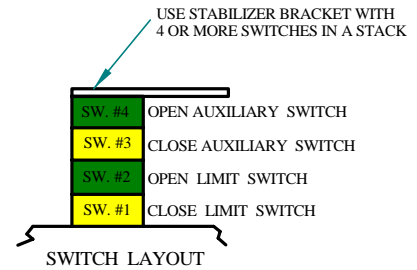 USE STABILIZER BRACKET WITH
4 OR MORE SWITCHES IN A STACK
SW. #4 OPEN AUXILIARY SWITCH
SW. #3 CLOSE AUXILIARY SWITCH
SW. #2 OPEN LIMIT SWITCH
SW. #1 CLOSE LIMIT SWITCH
SWITCH LAYOUT